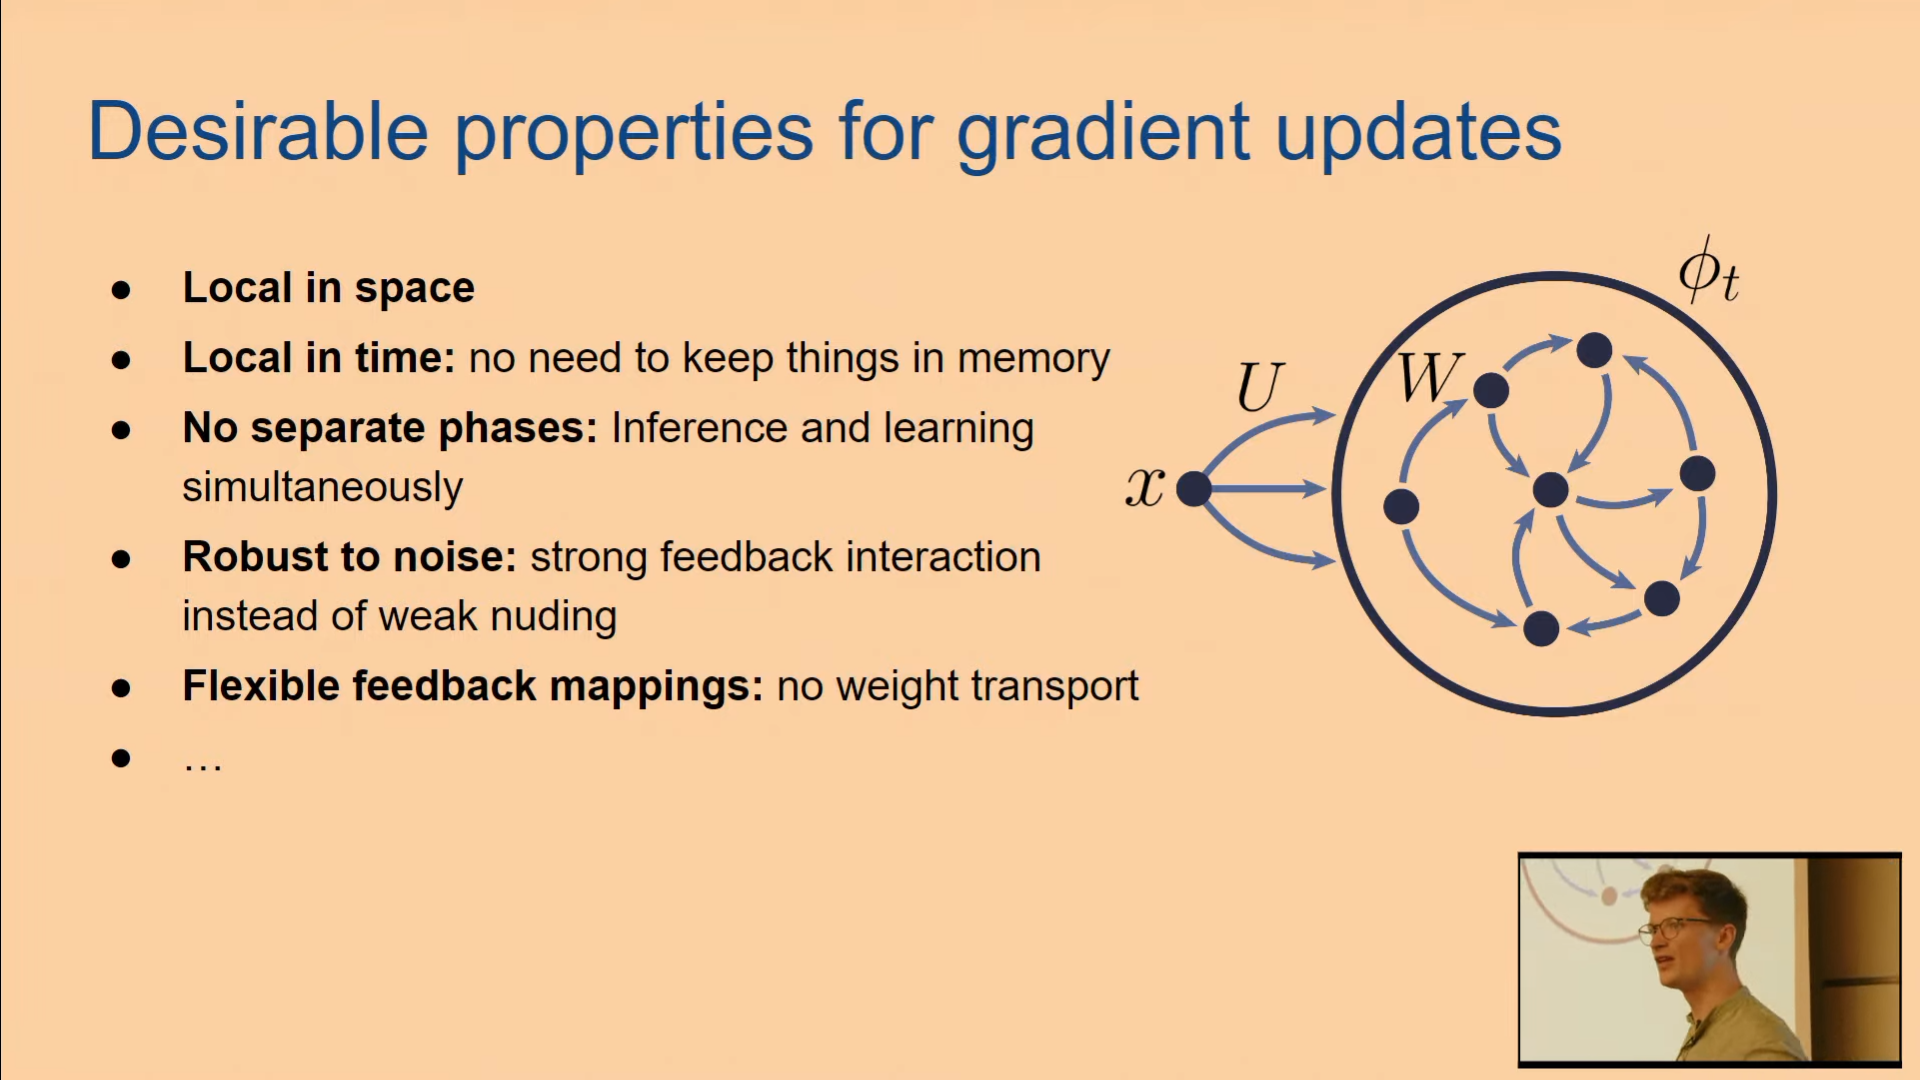 Desirable properties for gradient updates
● Local in space
● Local in time: no need to keep things in memory
● No separate phases: Inference and learning
simultaneously
● Robust to noise: strong feedback interaction
instead of weak nuding
● Flexible feedback mappings: no weight transport
● …
ϕt
U
W
x